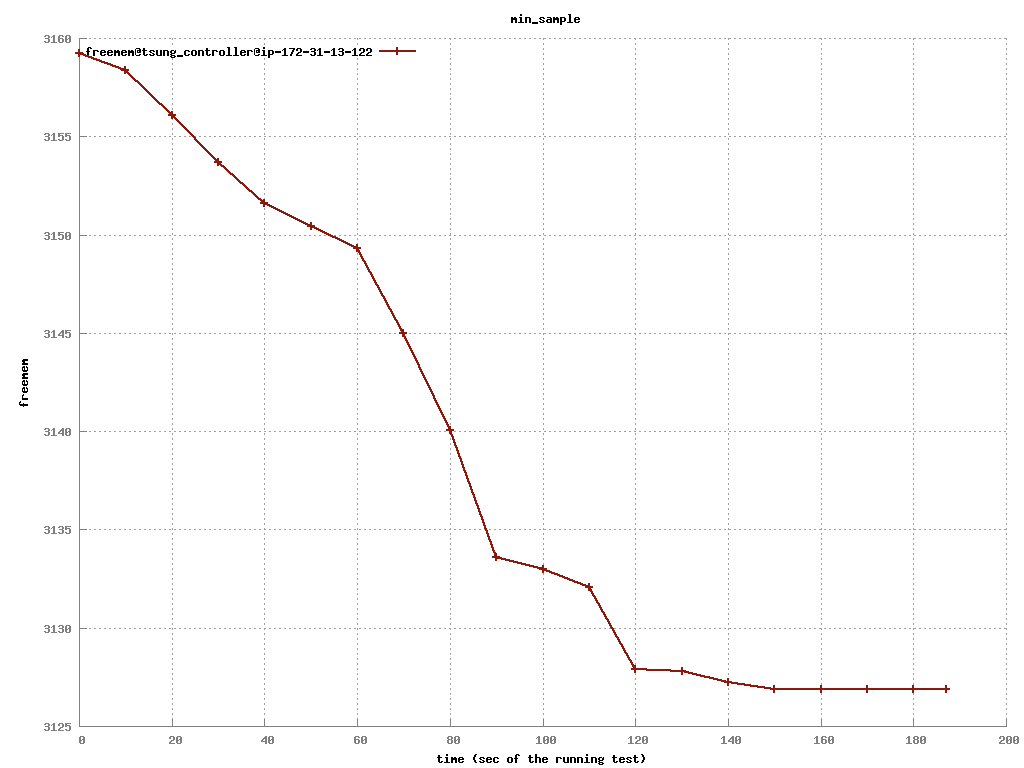 min_sample
freemem@tsung_controller@ip-172-31-13-122
3160
3155
3150
3145
3140
3135
3130
3125
freemem
0 20 40 60 80 100 120 140 160 180 200
time (sec of the running test)